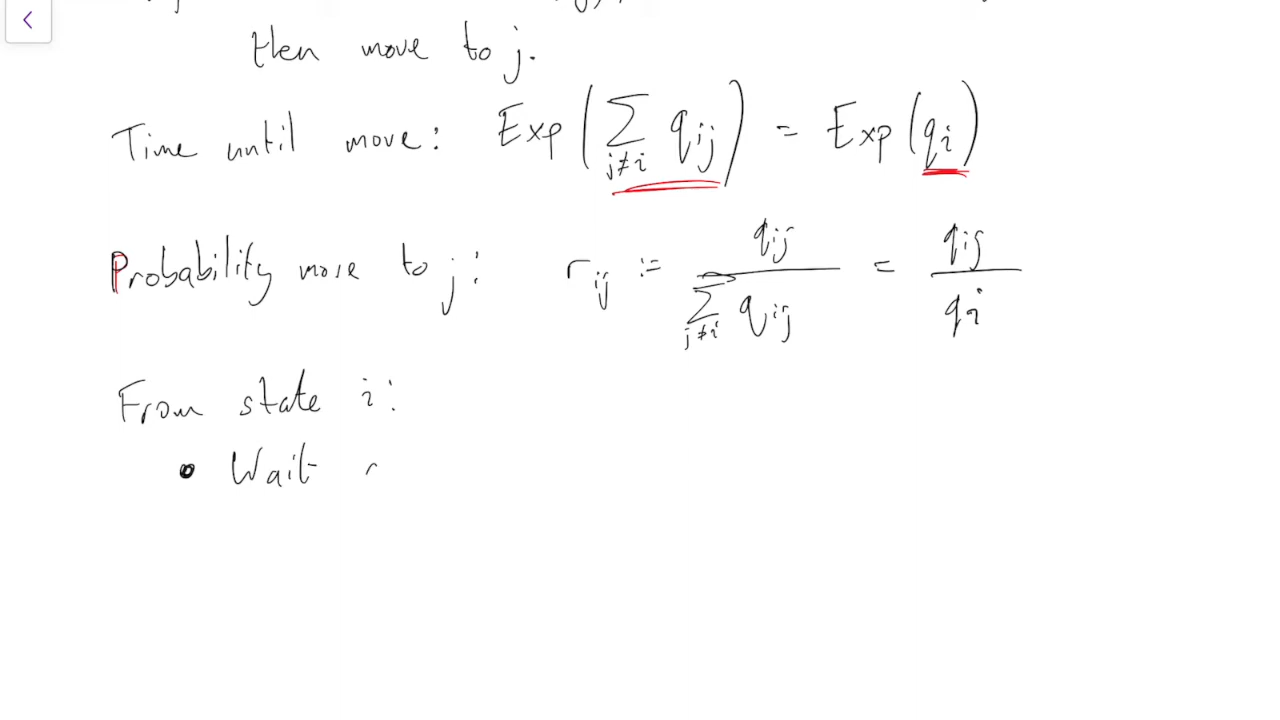 then move to j.
Time until move: Exp(∑_{j≠i} q_{ij}) = Exp(q_i)
Probability move to j: r_{ij} := q_{ij} / ∑_{j≠i} q_{ij} = q_{ij} / q_i
From state i:
• Wait